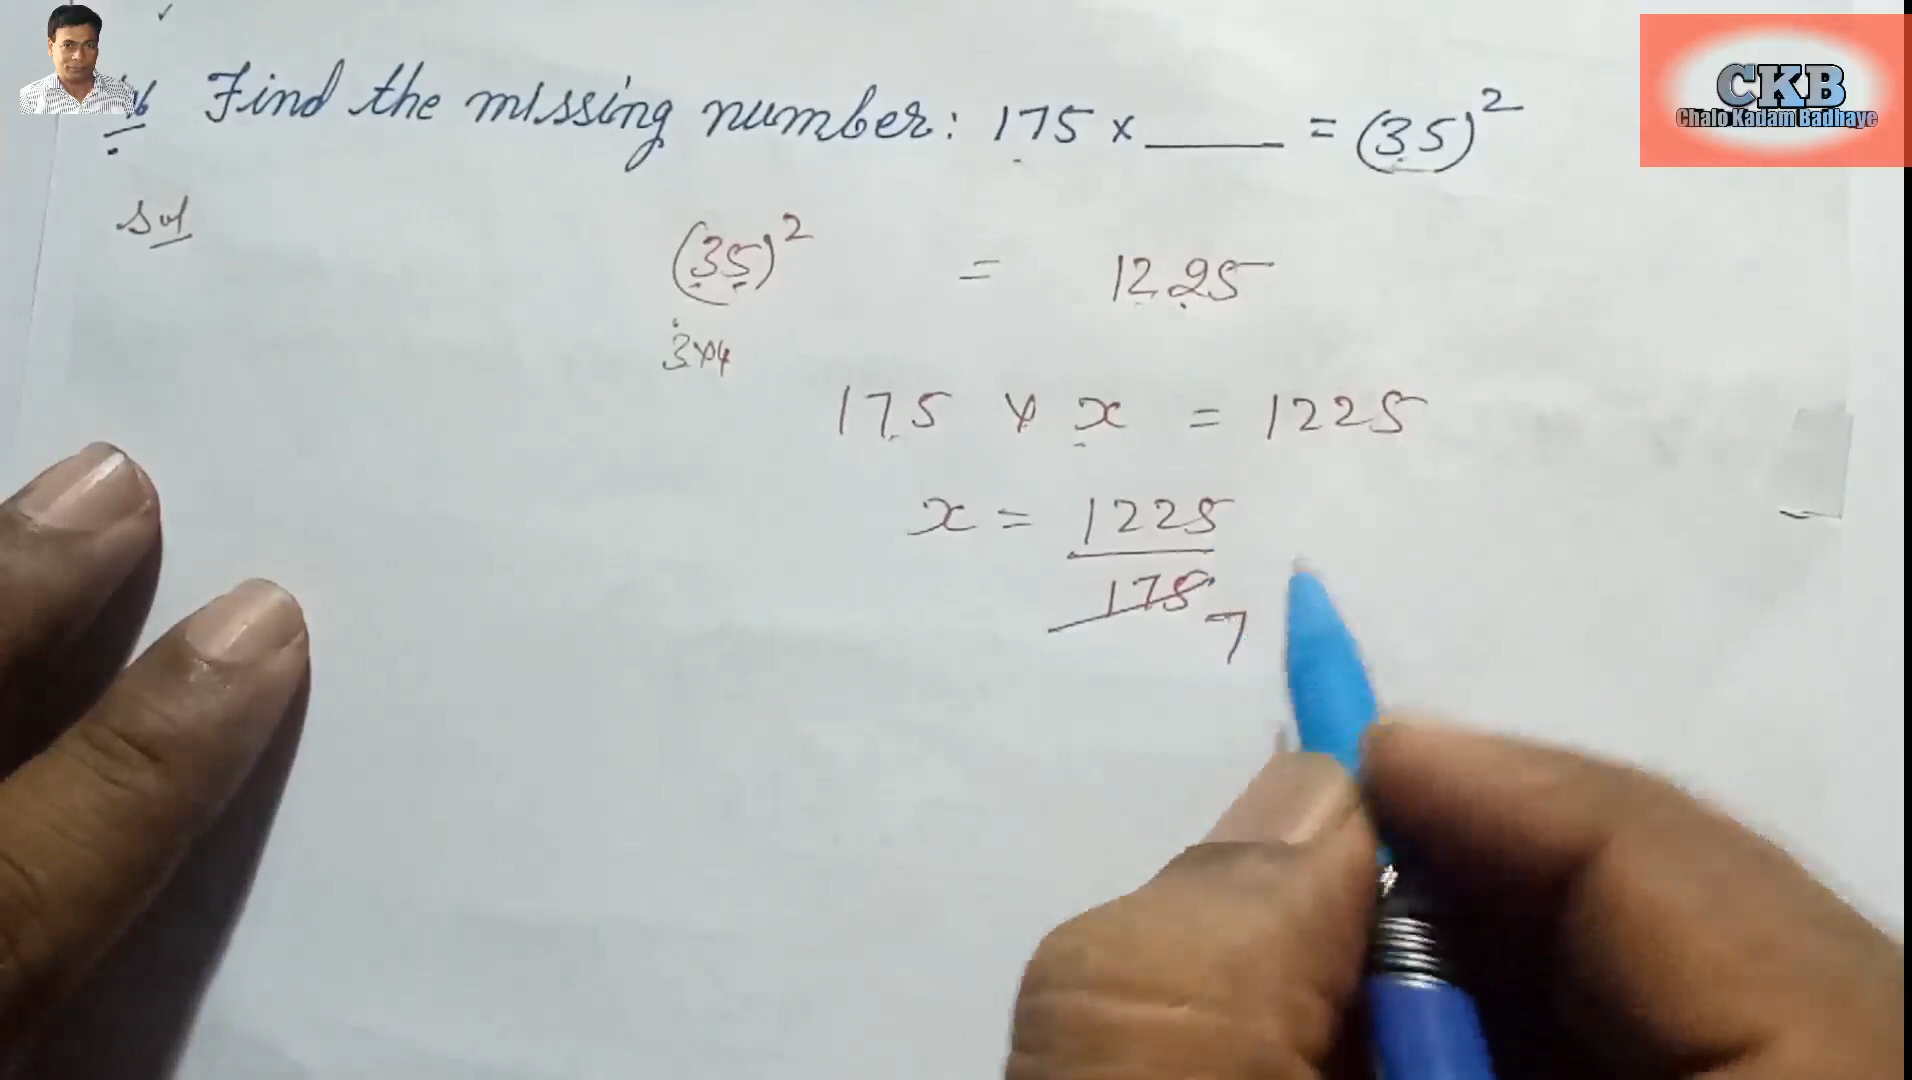 16 Find the missing number: 175 × ____ = (35)²
CKB
Chalo Kadam Badhaye
Sol
(35)² = 1225
3×4
175 × x = 1225
x = 1225
175
7